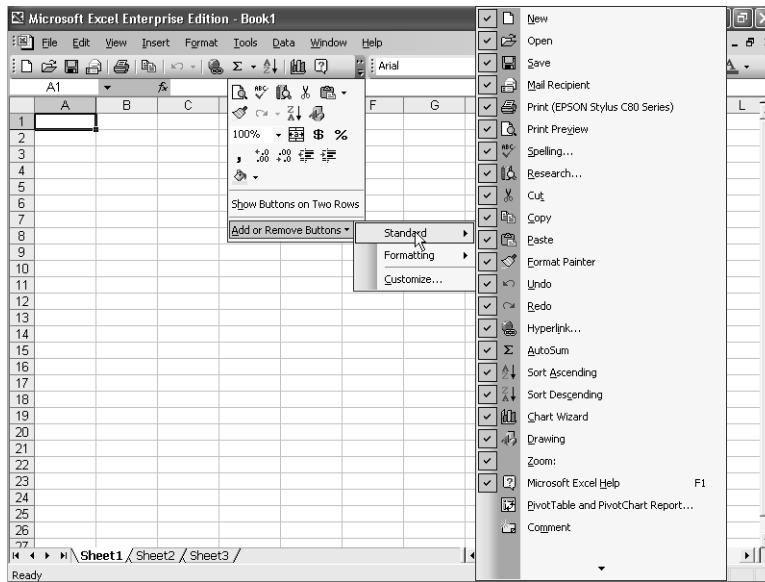 Microsoft Excel Enterprise Edition - Book1
File Edit View Insert Format Tools Data Window Help
Arial
A1 fx
A B C F G L
1
2
3
4
5
6
7
8
9
10
11
12
13
14
15
16
17
18
19
20
21
22
23
24
25
26
27
100% $ %
Show Buttons on Two Rows
Add or Remove Buttons
Standard
Formatting
Customize...
New
Open
Save
Mail Recipient
Print (EPSON Stylus C80 Series)
Print Preview
Spelling...
Research...
Cut
Copy
Paste
Format Painter
Undo
Redo
Hyperlink...
AutoSum
Sort Ascending
Sort Descending
Chart Wizard
Drawing
Zoom:
Microsoft Excel Help F1
PivotTable and PivotChart Report...
Comment
Sheet1 / Sheet2 / Sheet3 /
Ready